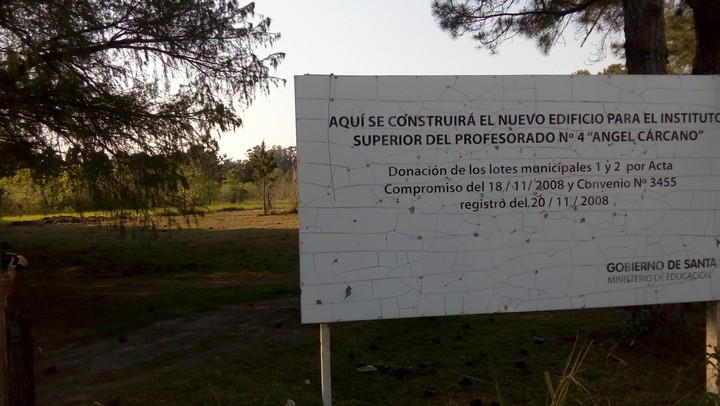 AQUÍ SE CONSTRUIRÁ EL NUEVO EDIFICIO PARA EL INSTITUTO
SUPERIOR DEL PROFESORADO Nº 4 "ANGEL CÁRCANO"
Donación de los lotes municipales 1 y 2 por Acta
Compromiso del 18 / 11 / 2008 y Convenio Nº 3455
registro del 20 / 11 / 2008
GOBIERNO DE SANTA
MINISTERIO DE EDUCACIÓN